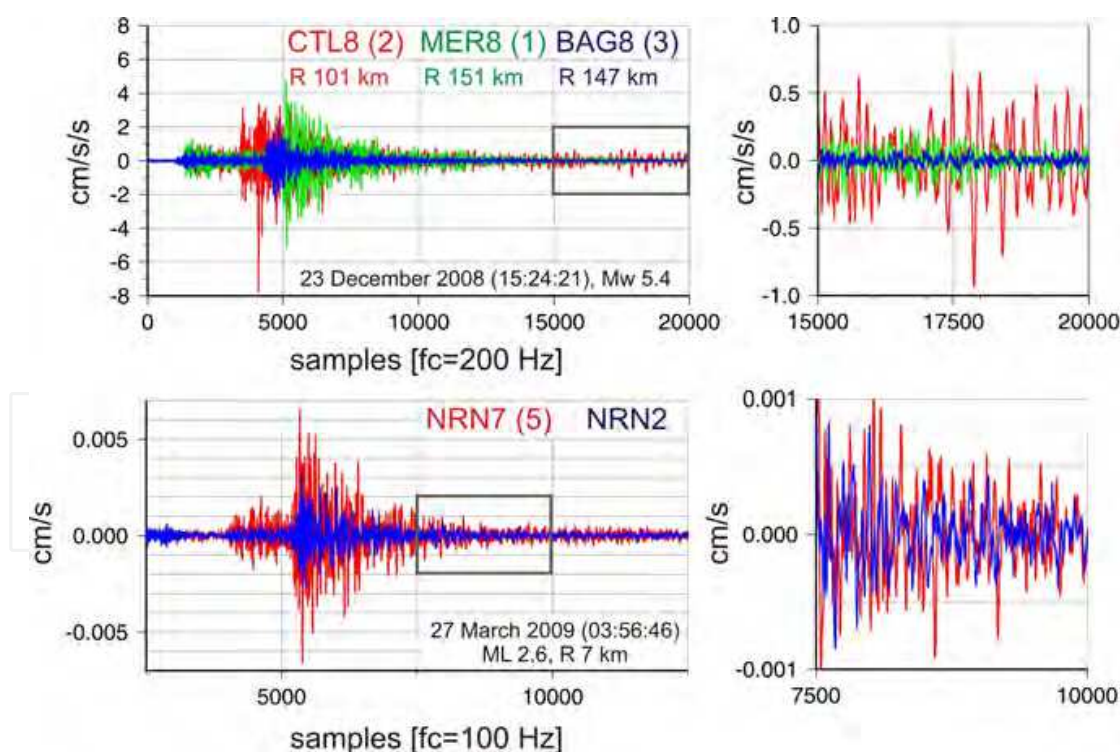 8
6
4
2
0
-2
-4
-6
-8
cm/s/s
CTL8 (2) MER8 (1) BAG8 (3)
R 101 km R 151 km R 147 km
23 December 2008 (15:24:21), Mw 5.4
0 5000 10000 15000 20000
samples [fc=200 Hz]
1.0
0.5
0.0
-0.5
-1.0
cm/s/s
15000 17500 20000
0.005
0.000
-0.005
cm/s
NRN7 (5) NRN2
27 March 2009 (03:56:46)
ML 2.6, R 7 km
5000 10000
samples [fc=100 Hz]
0.001
0.000
-0.001
cm/s
7500 10000